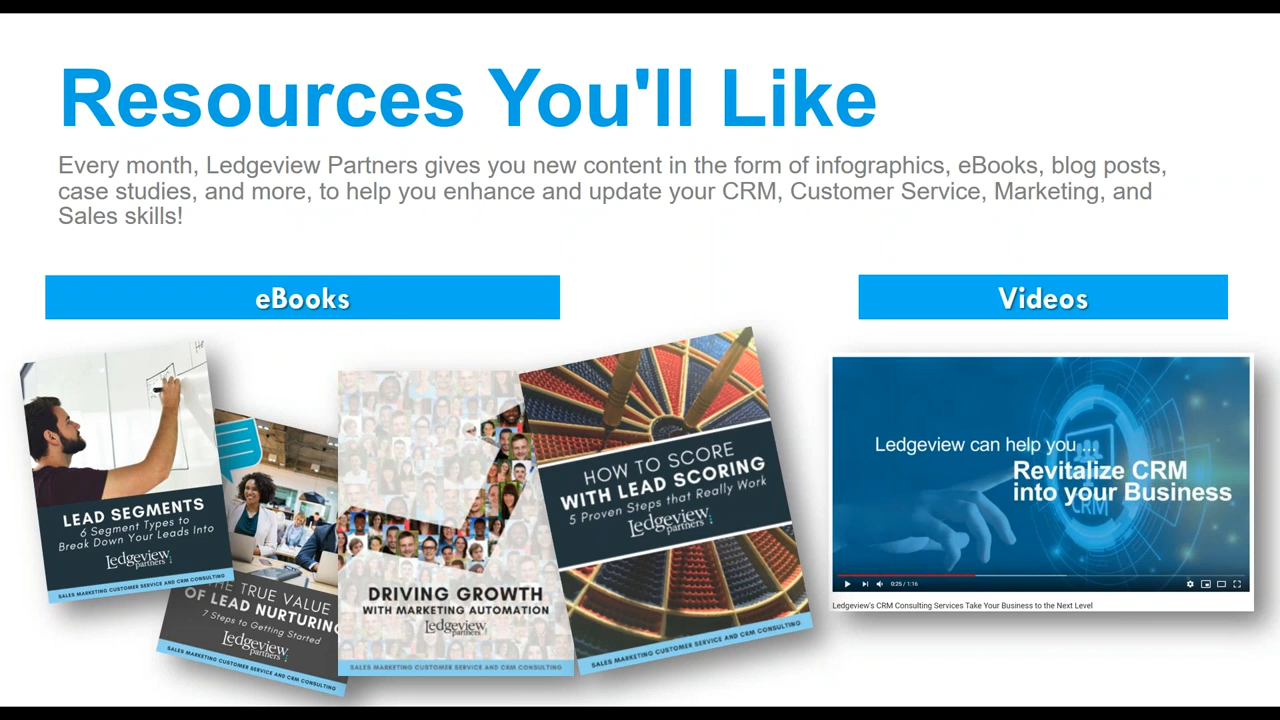 Resources You'll Like
Every month, Ledgeview Partners gives you new content in the form of infographics, eBooks, blog posts,
case studies, and more, to help you enhance and update your CRM, Customer Service, Marketing, and
Sales skills!
eBooks
Videos
LEAD SEGMENTS
6 Segment Types to
Break Down Your Leads Into
Ledgeview
partners
SALES MARKETING CUSTOMER SERVICE AND CRM CONSULTING
THE TRUE VALUE
OF LEAD NURTURING
7 Steps to Getting Started
Ledgeview
partners
SALES MARKETING CUSTOMER SERVICE AND CRM CONSULTING
DRIVING GROWTH
WITH MARKETING AUTOMATION
Ledgeview
partners
SALES MARKETING CUSTOMER SERVICE AND CRM CONSULTING
HOW TO SCORE
WITH LEAD SCORING
5 Proven Steps that Really Work
Ledgeview
partners
SALES MARKETING CUSTOMER SERVICE AND CRM CONSULTING
Ledgeview can help you ...
Revitalize CRM
into your Business
CRM
0:25 / 1:16
Ledgeview's CRM Consulting Services Take Your Business to the Next Level